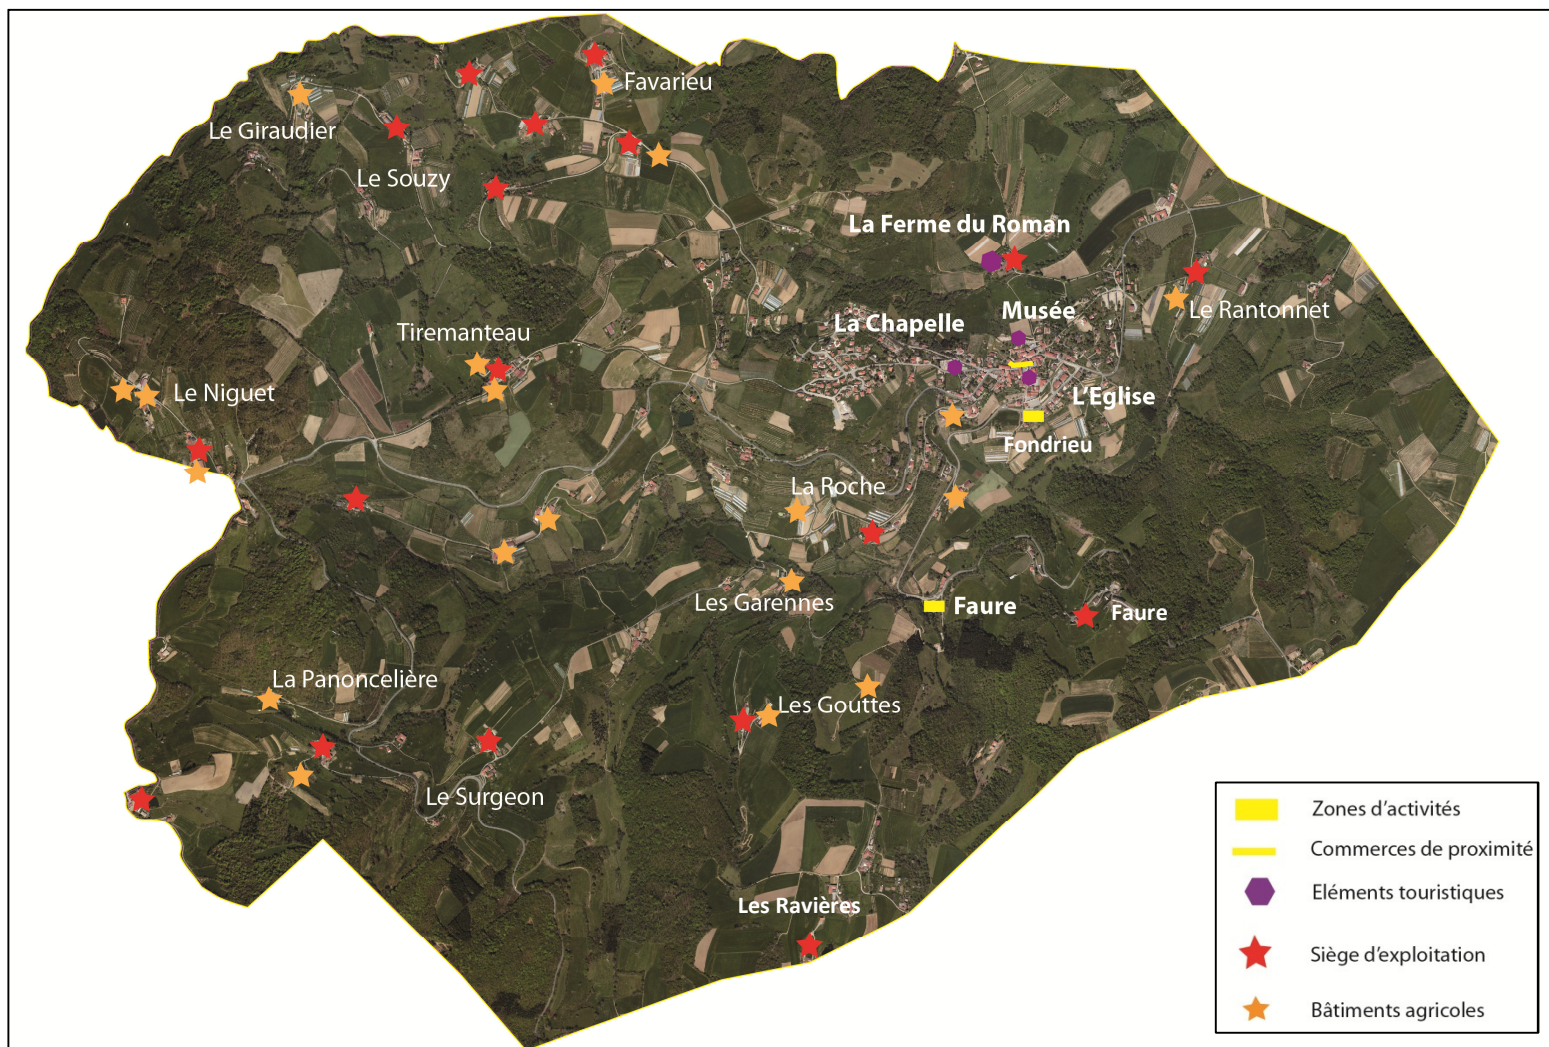 Favarieu
Le Giraudier
Le Souzy
La Ferme du Roman
Le Rantonnet
Musée
La Chapelle
Tiremanteau
Le Niguet
L'Eglise
Fondrieu
La Roche
Les Garennes
Faure
Faure
La Panoncelière
Les Gouttes
Le Surgeon
Les Ravières
Zones d'activités
Commerces de proximité
Eléments touristiques
Siège d'exploitation
Bâtiments agricoles